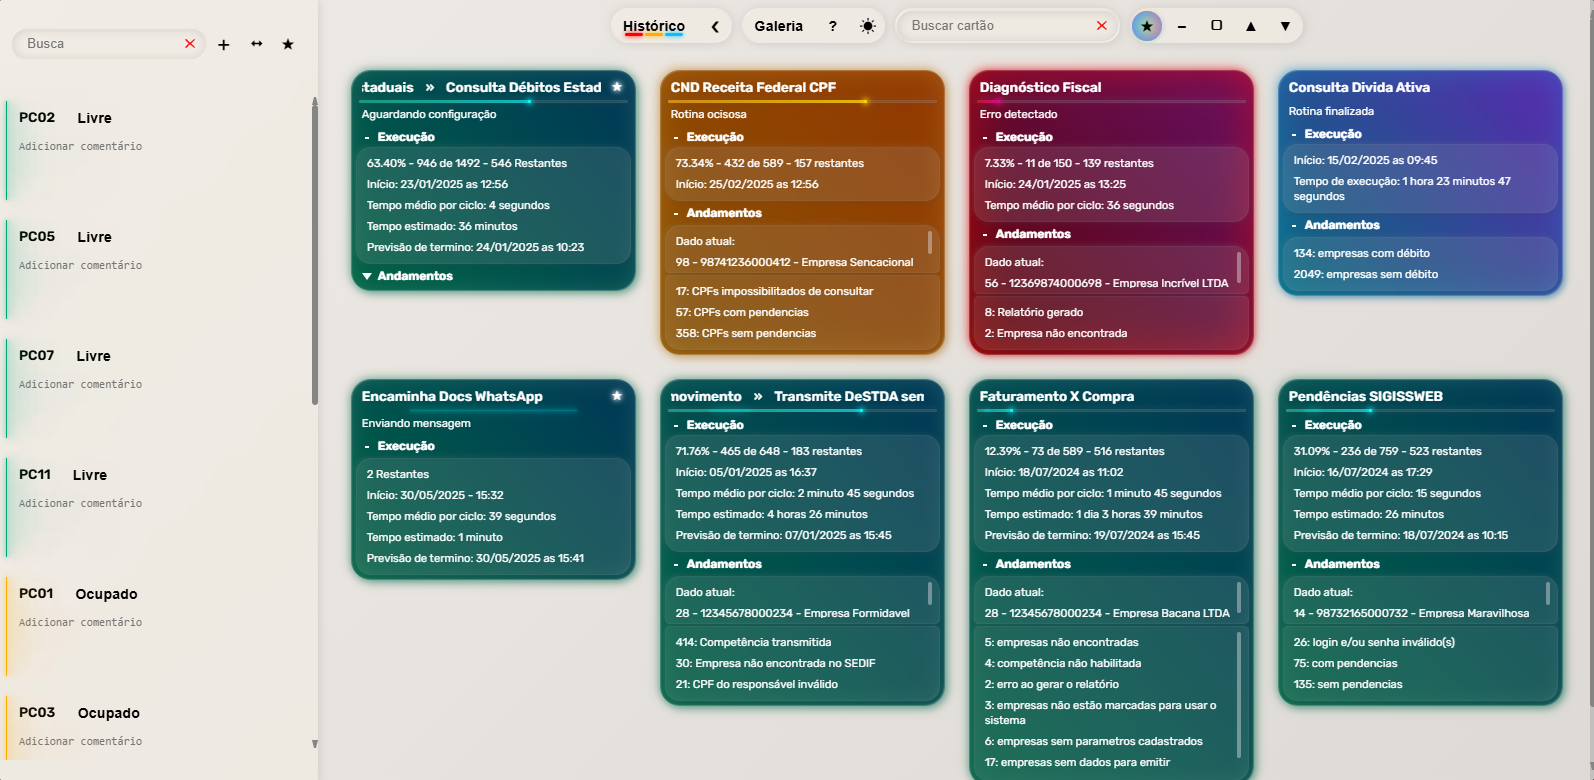 Busca
Histórico
Galeria
?
Buscar cartão
PC02 Livre
Adicionar comentário
PC05 Livre
Adicionar comentário
PC07 Livre
Adicionar comentário
PC11 Livre
Adicionar comentário
PC01 Ocupado
Adicionar comentário
PC03 Ocupado
Adicionar comentário
taduais » Consulta Débitos Estad
Aguardando configuração
- Execução
63.40% - 946 de 1492 - 546 Restantes
Início: 23/01/2025 as 12:56
Tempo médio por ciclo: 4 segundos
Tempo estimado: 36 minutos
Previsão de termino: 24/01/2025 as 10:23
▼ Andamentos
CND Receita Federal CPF
Rotina ocisosa
- Execução
73.34% - 432 de 589 - 157 restantes
Início: 25/02/2025 as 12:56
- Andamentos
Dado atual:
98 - 98741236000412 - Empresa Sencacional
17: CPFs impossibilitados de consultar
57: CPFs com pendencias
358: CPFs sem pendencias
Diagnóstico Fiscal
Erro detectado
- Execução
7.33% - 11 de 150 - 139 restantes
Início: 24/01/2025 as 13:25
Tempo médio por ciclo: 36 segundos
- Andamentos
Dado atual:
56 - 12369874000698 - Empresa Incrível LTDA
8: Relatório gerado
2: Empresa não encontrada
Consulta Divida Ativa
Rotina finalizada
- Execução
Início: 15/02/2025 as 09:45
Tempo de execução: 1 hora 23 minutos 47
segundos
- Andamentos
134: empresas com débito
2049: empresas sem débito
Encaminha Docs WhatsApp
Enviando mensagem
- Execução
2 Restantes
Início: 30/05/2025 - 15:32
Tempo médio por ciclo: 39 segundos
Tempo estimado: 1 minuto
Previsão de termino: 30/05/2025 as 15:41
movimento » Transmite DeSTDA sem
- Execução
71.76% - 465 de 648 - 183 restantes
Início: 05/01/2025 as 16:37
Tempo médio por ciclo: 2 minuto 45 segundos
Tempo estimado: 4 horas 26 minutos
Previsão de termino: 07/01/2025 as 15:45
- Andamentos
Dado atual:
28 - 12345678000234 - Empresa Formidavel
414: Competência transmitida
30: Empresa não encontrada no SEDIF
21: CPF do responsável inválido
Faturamento X Compra
- Execução
12.39% - 73 de 589 - 516 restantes
Início: 18/07/2024 as 11:02
Tempo médio por ciclo: 1 minuto 45 segundos
Tempo estimado: 1 dia 3 horas 39 minutos
Previsão de termino: 19/07/2024 as 15:45
- Andamentos
Dado atual:
28 - 12345678000234 - Empresa Bacana LTDA
5: empresas não encontradas
4: competência não habilitada
2: erro ao gerar o relatório
3: empresas não estão marcadas para usar o
sistema
6: empresas sem parametros cadastrados
17: empresas sem dados para emitir
Pendências SIGISSWEB
- Execução
31.09% - 236 de 759 - 523 restantes
Início: 16/07/2024 as 17:29
Tempo médio por ciclo: 15 segundos
Tempo estimado: 26 minutos
Previsão de termino: 18/07/2024 as 10:15
- Andamentos
Dado atual:
14 - 98732165000732 - Empresa Maravilhosa
26: login e/ou senha inválido(s)
75: com pendencias
135: sem pendencias